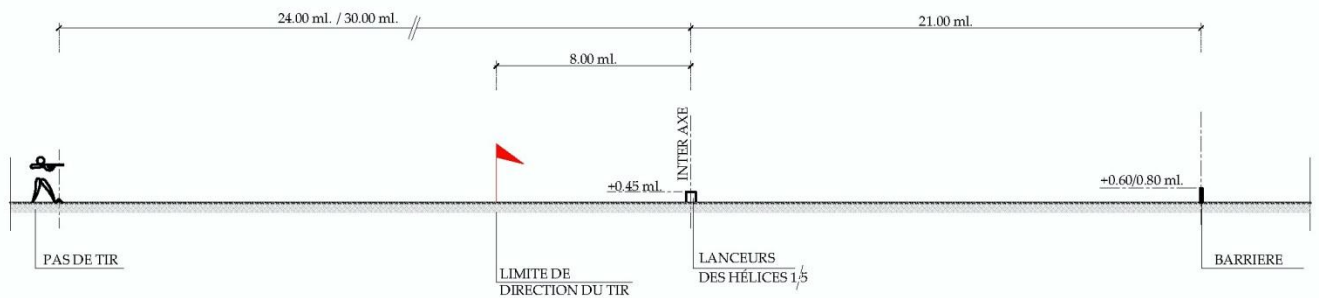 24.00 ml. / 30.00 ml.
21.00 ml.
8.00 ml.
INTER AXE
+0.45 ml.
+0.60/0.80 ml.
PAS DE TIR
LIMITE DE
DIRECTION DU TIR
LANCEURS
DES HÉLICES 1/5
BARRIERE